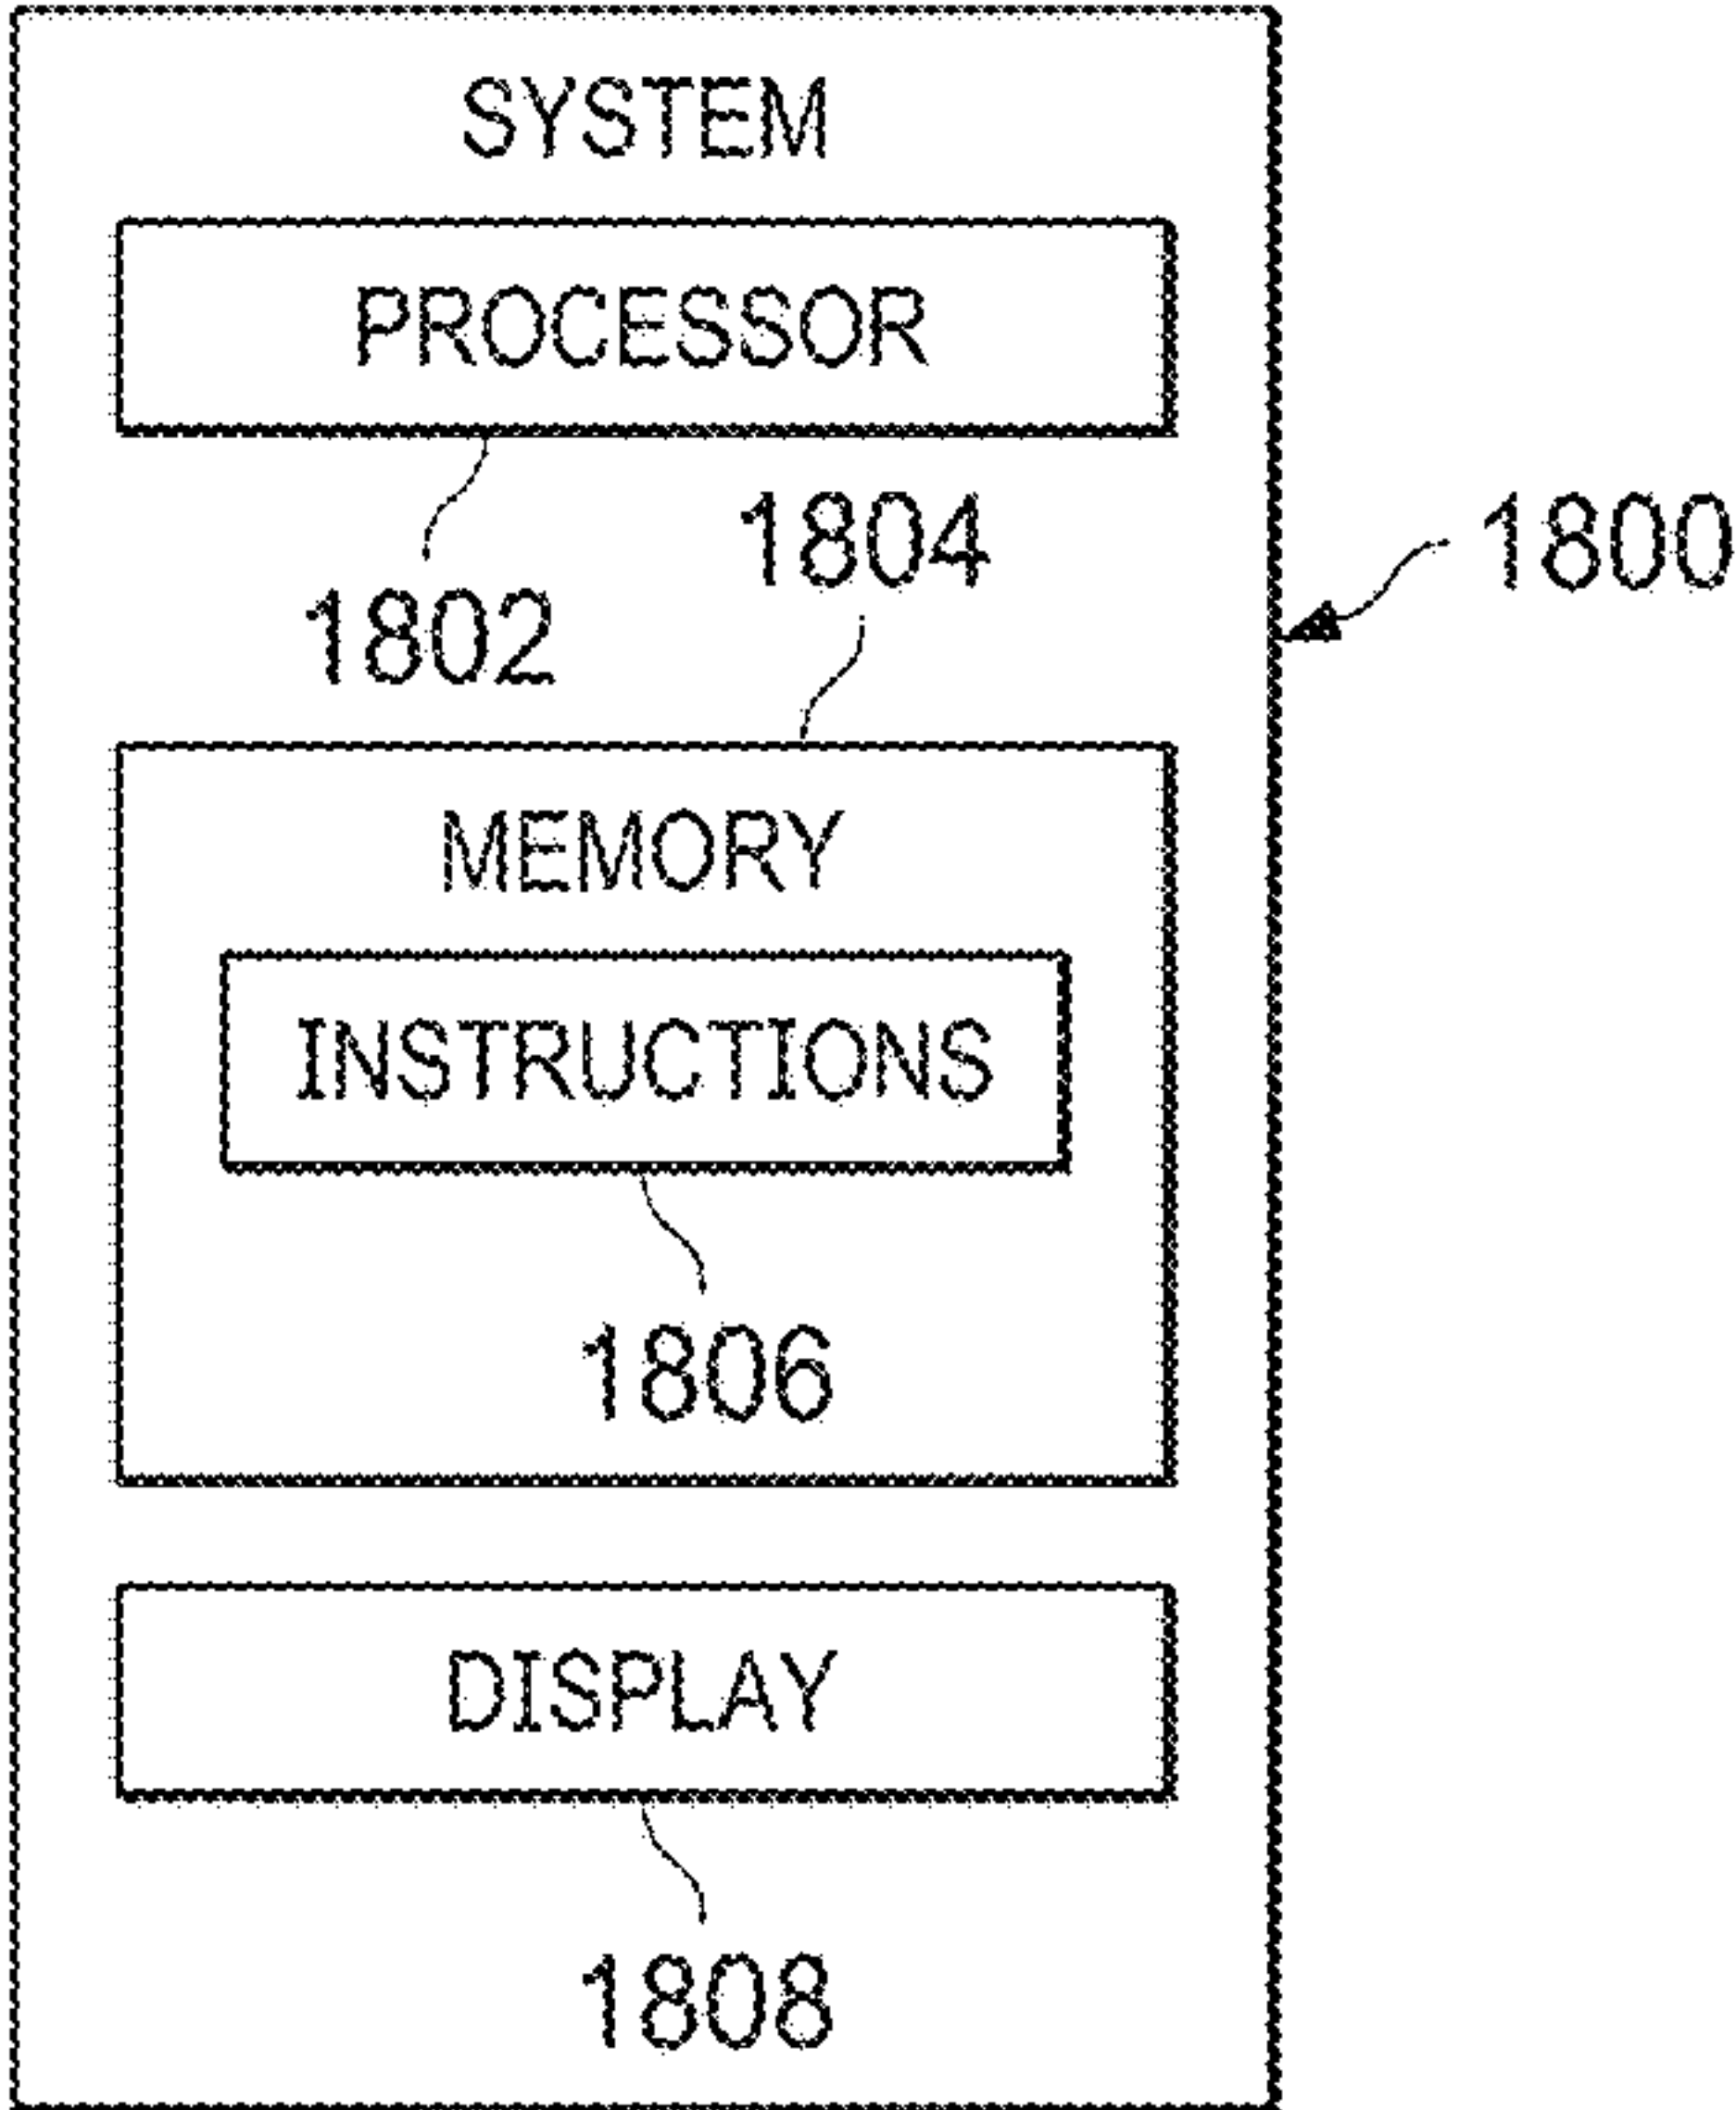 SYSTEM
PROCESSOR
1804
1800
1802
MEMORY
INSTRUCTIONS
1806
DISPLAY
1808